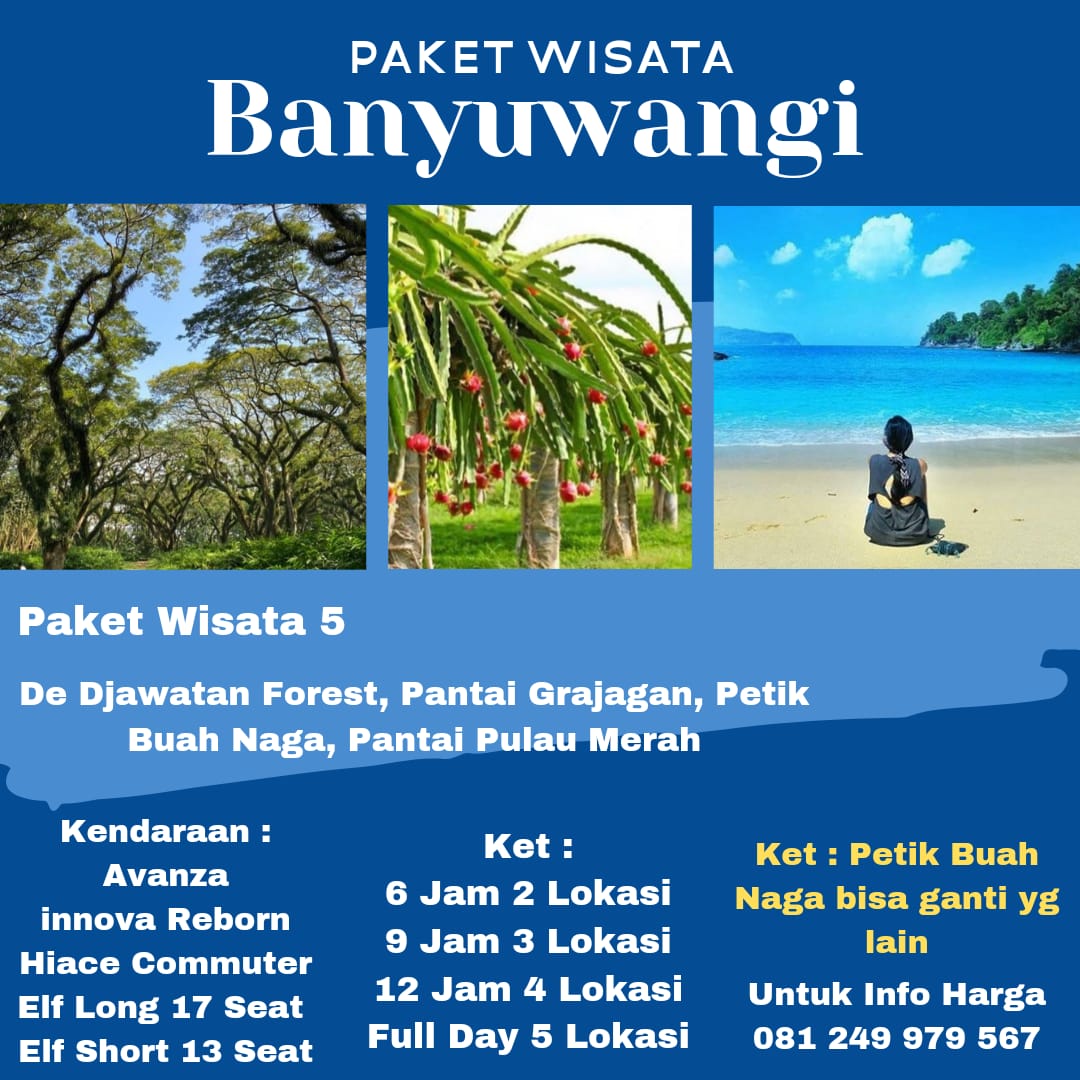 PAKET WISATA
Banyuwangi
Paket Wisata 5
De Djawatan Forest, Pantai Grajagan, Petik
Buah Naga, Pantai Pulau Merah
Kendaraan :
Avanza
innova Reborn
Hiace Commuter
Elf Long 17 Seat
Elf Short 13 Seat
Ket :
6 Jam 2 Lokasi
9 Jam 3 Lokasi
12 Jam 4 Lokasi
Full Day 5 Lokasi
Ket : Petik Buah
Naga bisa ganti yg
lain
Untuk Info Harga
081 249 979 567